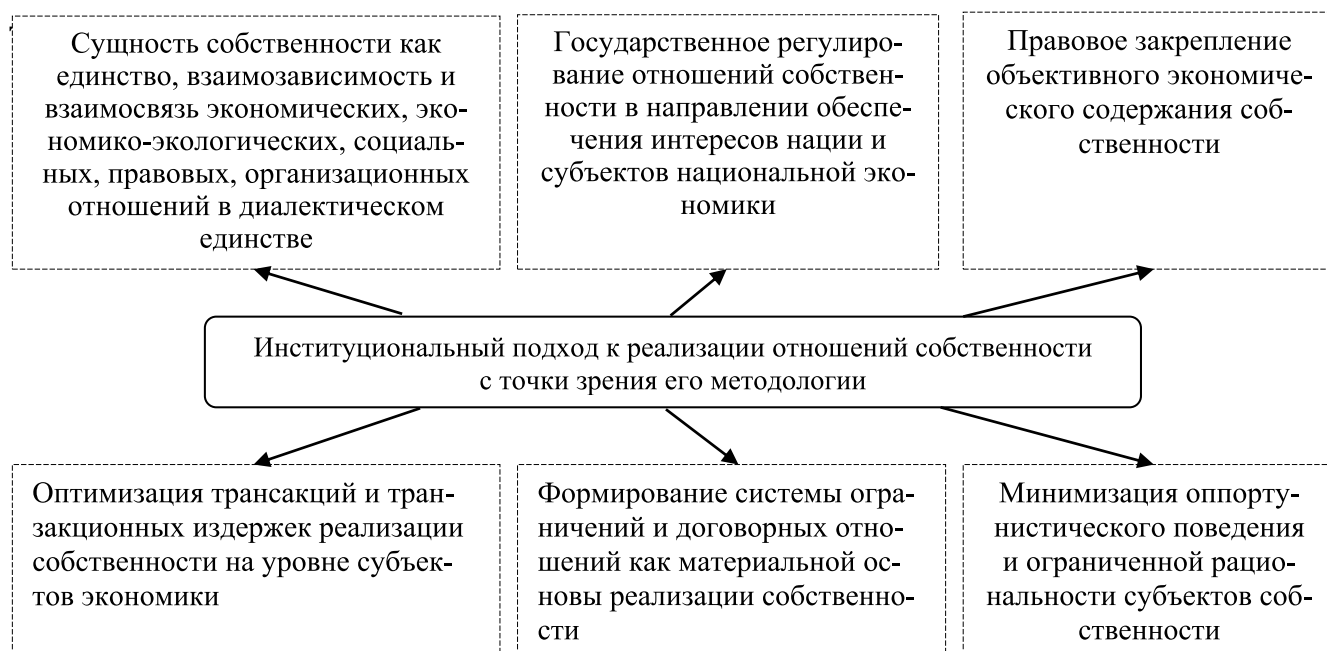 Сущность собственности как
единство, взаимозависимость и
взаимосвязь экономических, эко-
номико-экологических, социаль-
ных, правовых, организационных
отношений в диалектическом
единстве
Государственное регулиро-
вание отношений собствен-
ности в направлении обеспе-
чения интересов нации и
субъектов национальной эко-
номики
Правовое закрепление
объективного экономиче-
ского содержания соб-
ственности
Институциональный подход к реализации отношений собственности
с точки зрения его методологии
Оптимизация трансакций и тран-
закционных издержек реализации
собственности на уровне субъек-
тов экономики
Формирование системы огра-
ничений и договорных отно-
шений как материальной ос-
новы реализации собственно-
сти
Минимизация оппорту-
нистического поведения
и ограниченной рацио-
нальности субъектов соб-
ственности